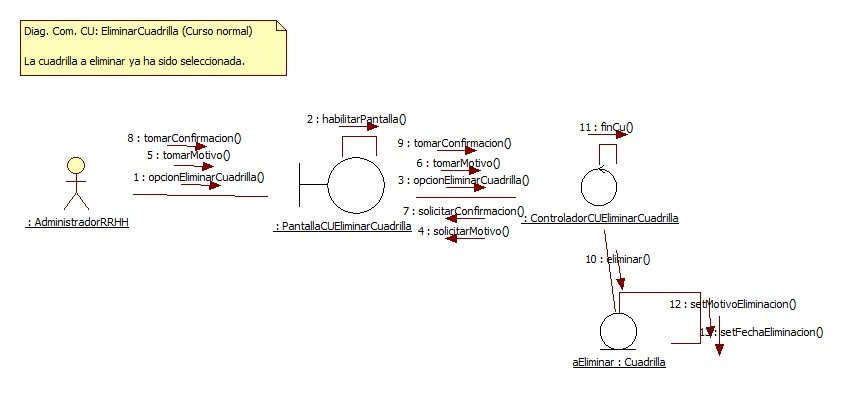 Diag. Com. CU: EliminarCuadrilla (Curso normal)
La cuadrilla a eliminar ya ha sido seleccionada.
2 : habilitarPantalla()
11 : finCu()
8 : tomarConfirmacion()
5 : tomarMotivo()
1 : opcionEliminarCuadrilla()
9 : tomarConfirmacion()
6 : tomarMotivo()
3 : opcionEliminarCuadrilla()
7 : solicitarConfirmacion()
4 : solicitarMotivo()
: AdministradorRRHH
: PantallaCUEliminarCuadrilla
: ControladorCUEliminarCuadrilla
10 : eliminar()
12 : setMotivoEliminacion()
13 : setFechaEliminacion()
aEliminar : Cuadrilla